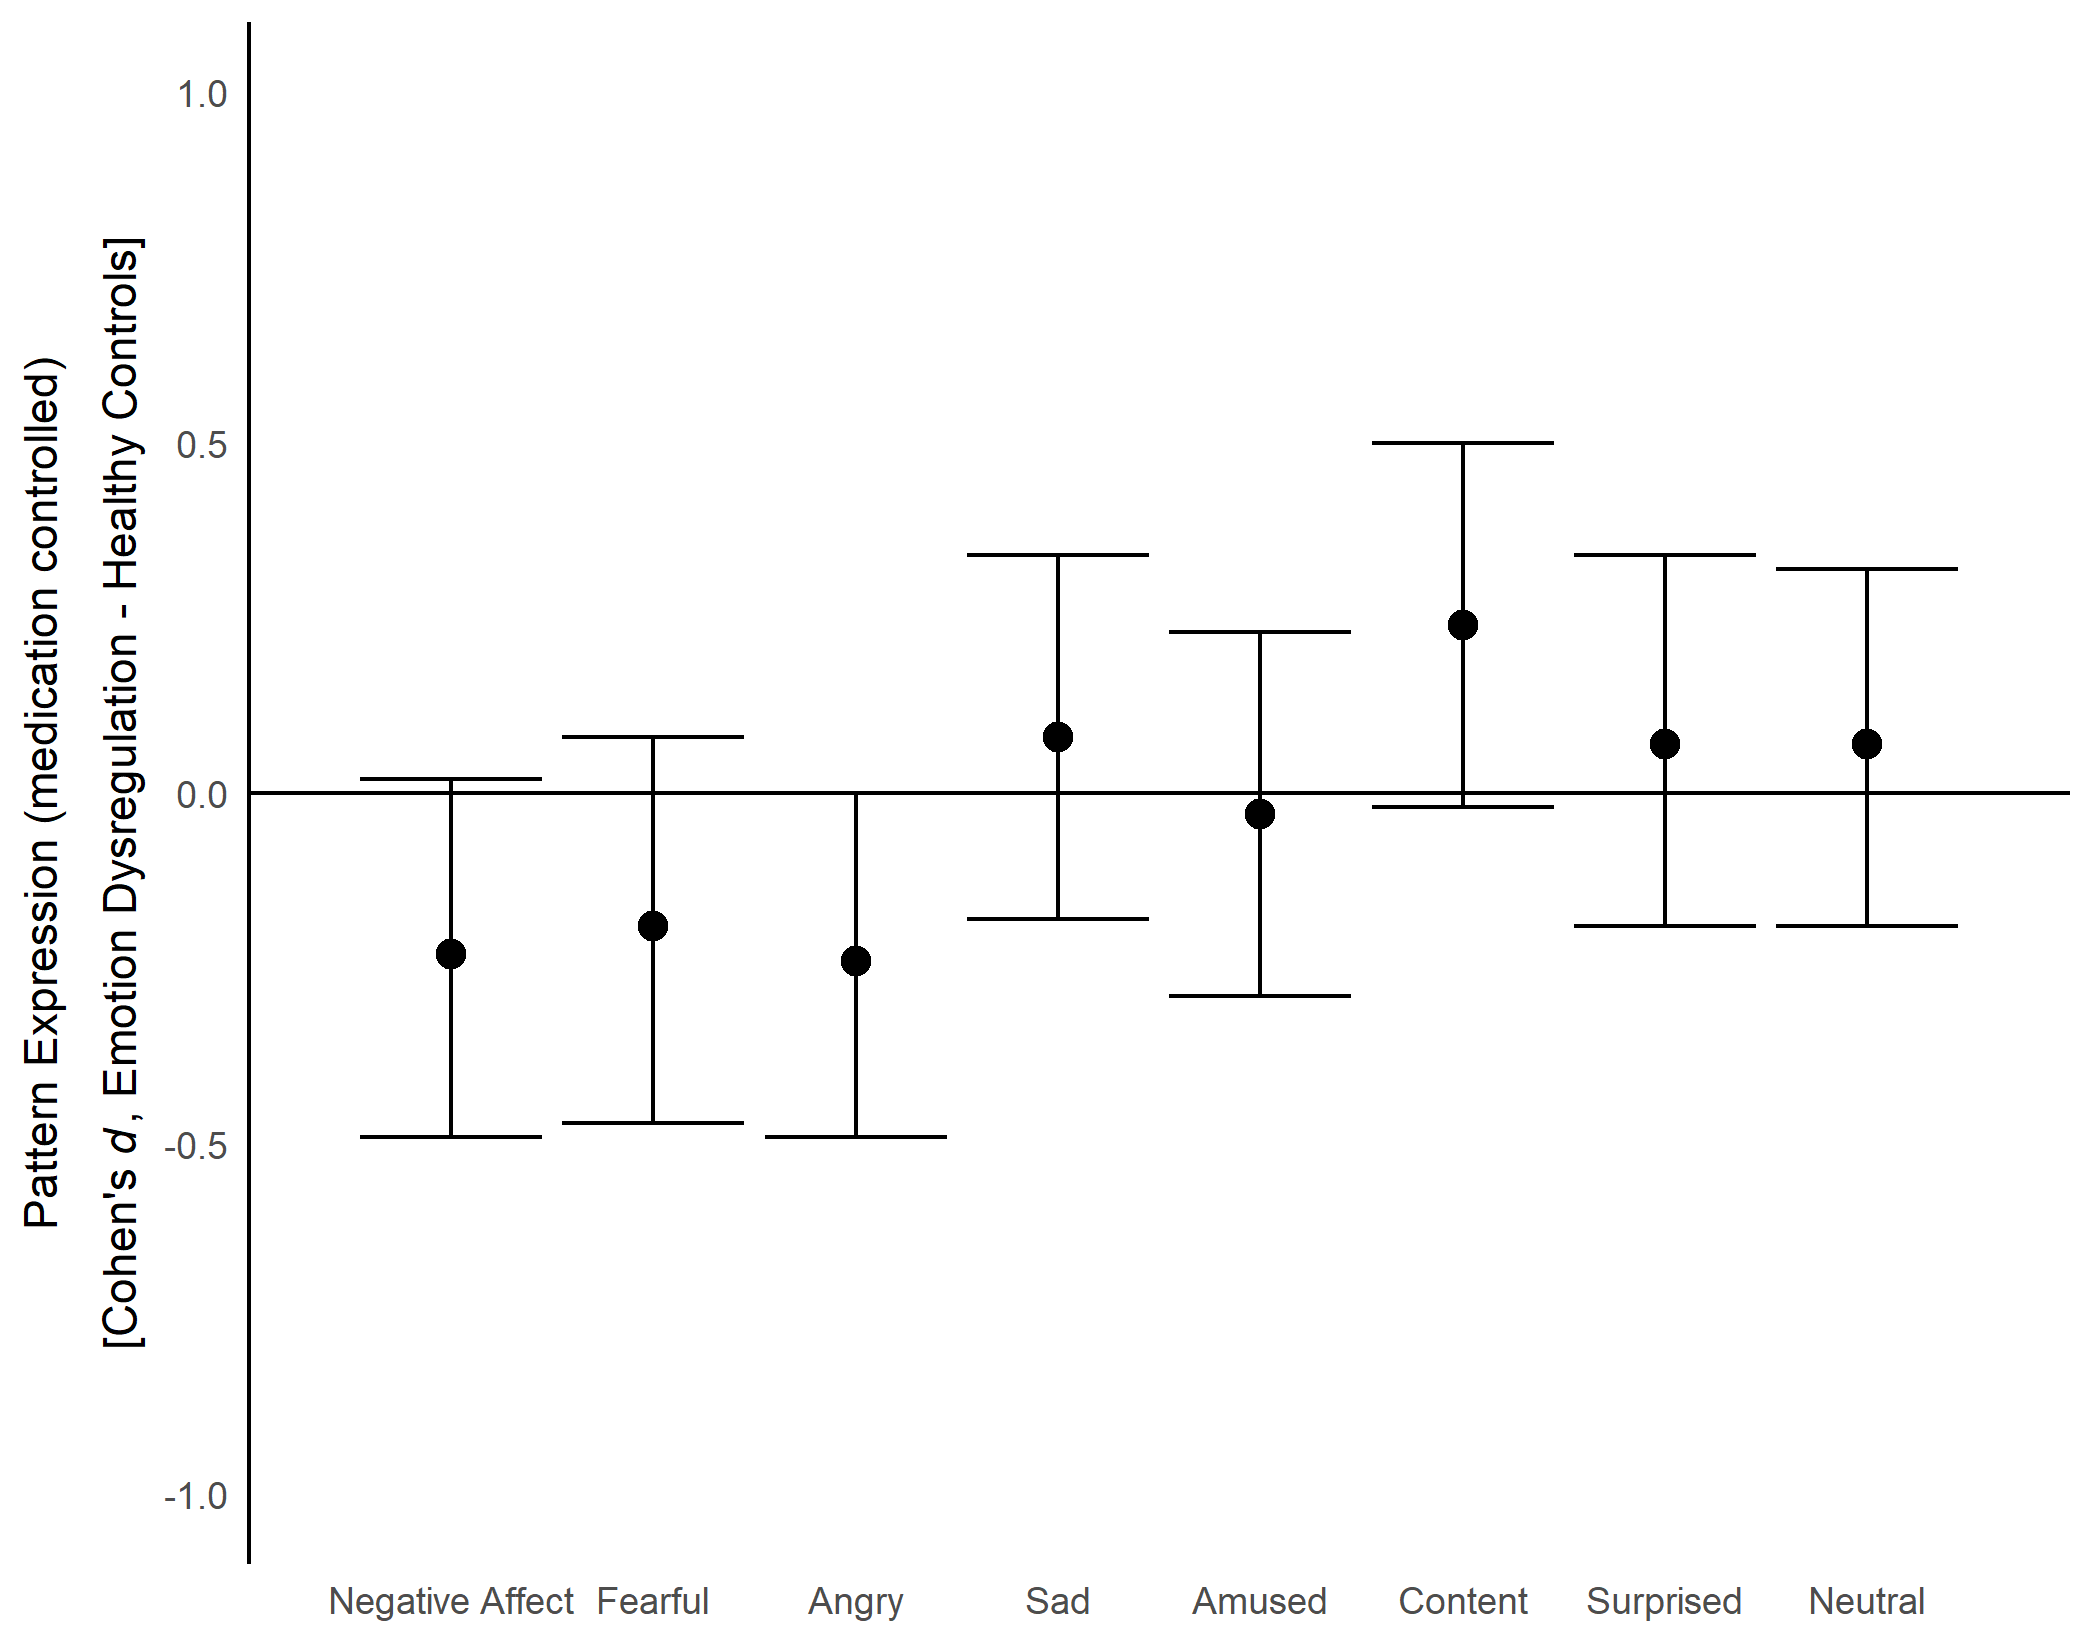 Pattern Expression (medication controlled)
[Cohen's d, Emotion Dysregulation - Healthy Controls]
1.0
0.5
0.0
-0.5
-1.0
Negative Affect
Fearful
Angry
Sad
Amused
Content
Surprised
Neutral